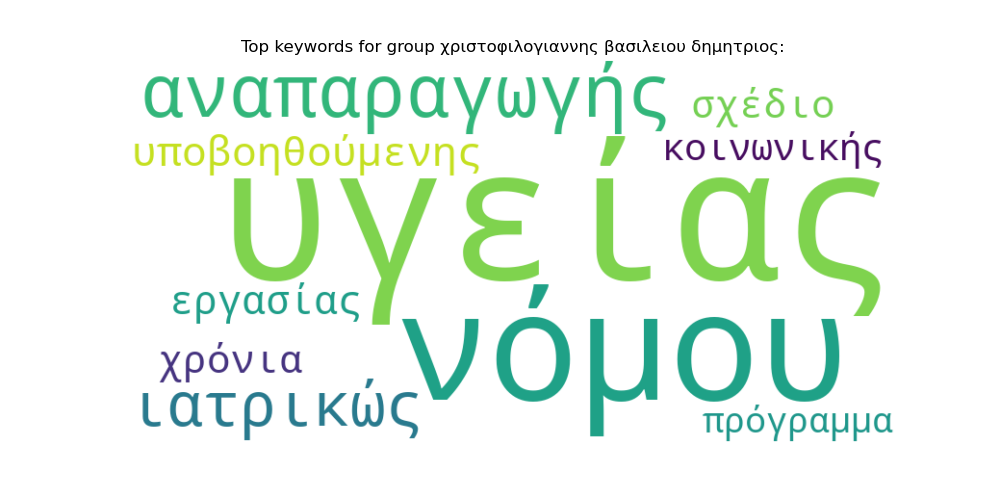 Top keywords for group χριστοφιλογιαννης βασιλειου δημητριος:
αναπαραγωγής
σχέδιο
υποβοηθούμενης
κοινωνικής
υγείας
εργασίας
νόμου
χρόνια
ιατρικώς
πρόγραμμα